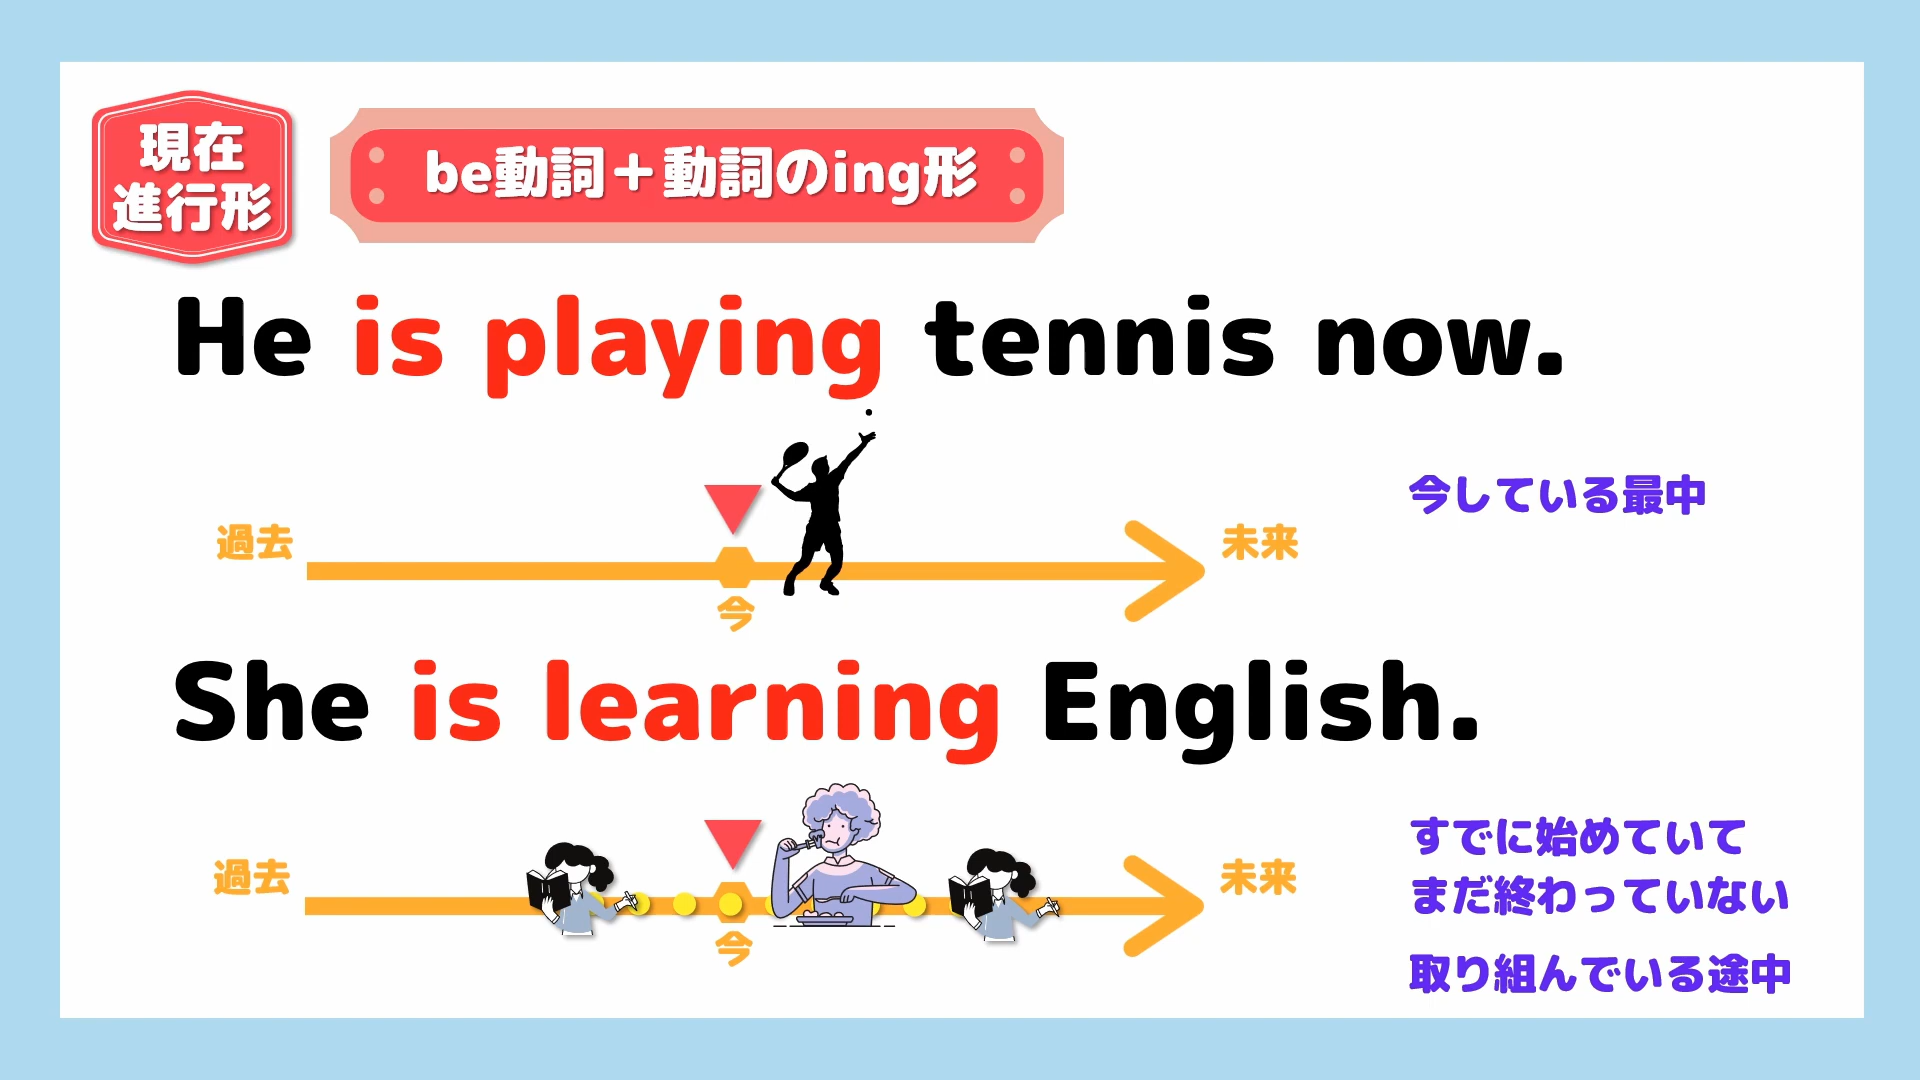 現在
進行形
be動詞＋動詞のing形
He is playing tennis now.
今している最中
過去
未来
今
She is learning English.
すでに始めていて
まだ終わっていない
過去
未来
今
取り組んでいる途中